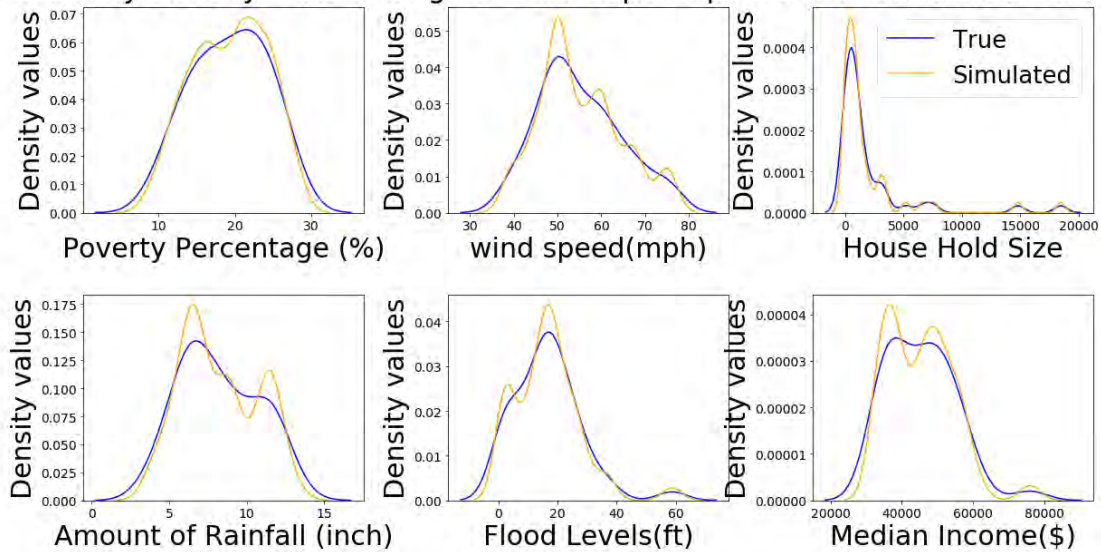 0.07
0.06
0.05
0.04
0.03
0.02
0.01
0.00
Density values
10 20 30
Poverty Percentage (%)
0.05
0.04
0.03
0.02
0.01
0.00
Density values
30 40 50 60 70 80
wind speed(mph)
True
Simulated
0.0004
0.0003
0.0002
0.0001
0.0000
Density values
0 5000 10000 15000 20000
House Hold Size
0.175
0.150
0.125
0.100
0.075
0.050
0.025
0.000
Density values
0 5 10 15
Amount of Rainfall (inch)
0.04
0.03
0.02
0.01
0.00
Density values
0 20 40 60
Flood Levels(ft)
0.00004
0.00003
0.00002
0.00001
0.00000
Density values
20000 40000 60000 80000
Median Income($)